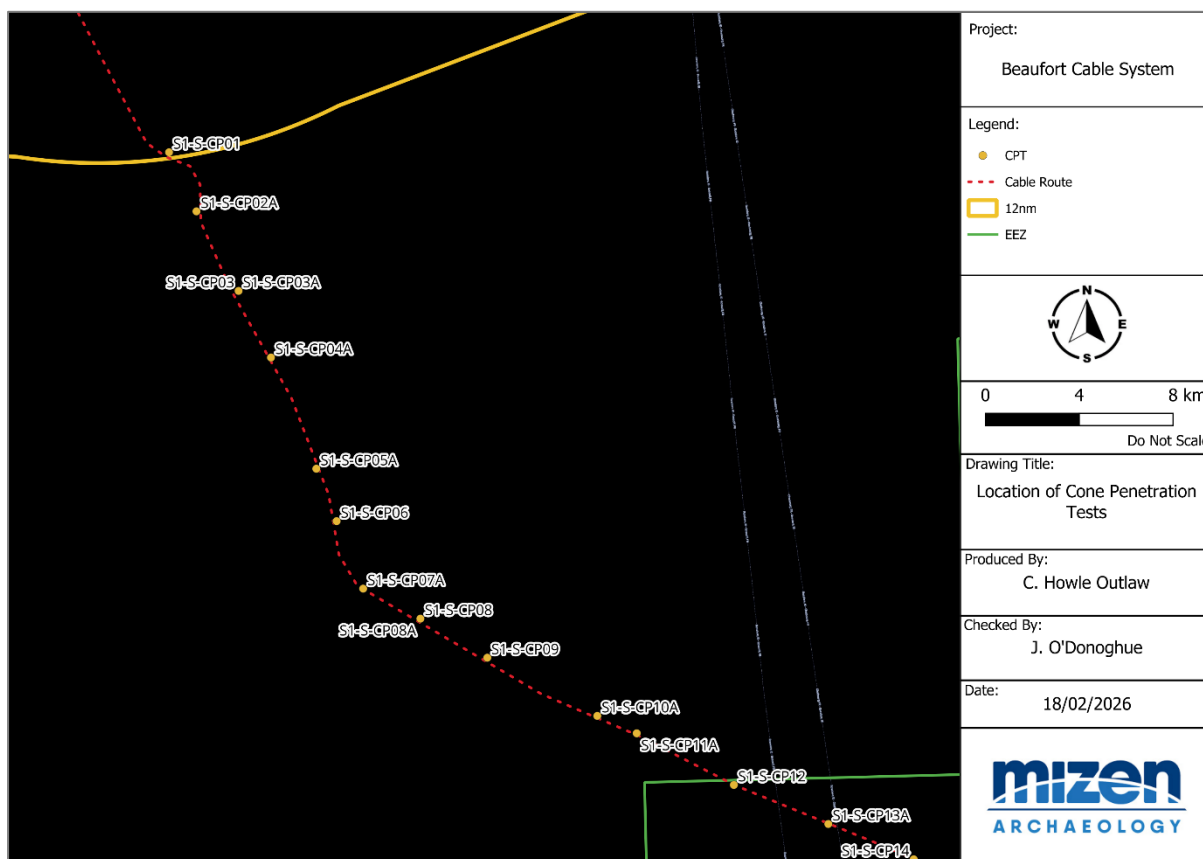 S1-S-CP01
S1-S-CP02A
S1-S-CP03 S1-S-CP03A
S1-S-CP04A
S1-S-CP05A
S1-S-CP06
S1-S-CP07A
S1-S-CP08
S1-S-CP08A
S1-S-CP09
S1-S-CP10A
S1-S-CP11A
S1-S-CP12
S1-S-CP13A
S1-S-CP14
Project:
Beaufort Cable System
Legend:
CPT
Cable Route
12nm
EEZ
N
W E
S
0 4 8 km
Do Not Scale
Drawing Title:
Location of Cone Penetration
Tests
Produced By:
C. Howle Outlaw
Checked By:
J. O'Donoghue
Date:
18/02/2026
mizen
ARCHAEOLOGY